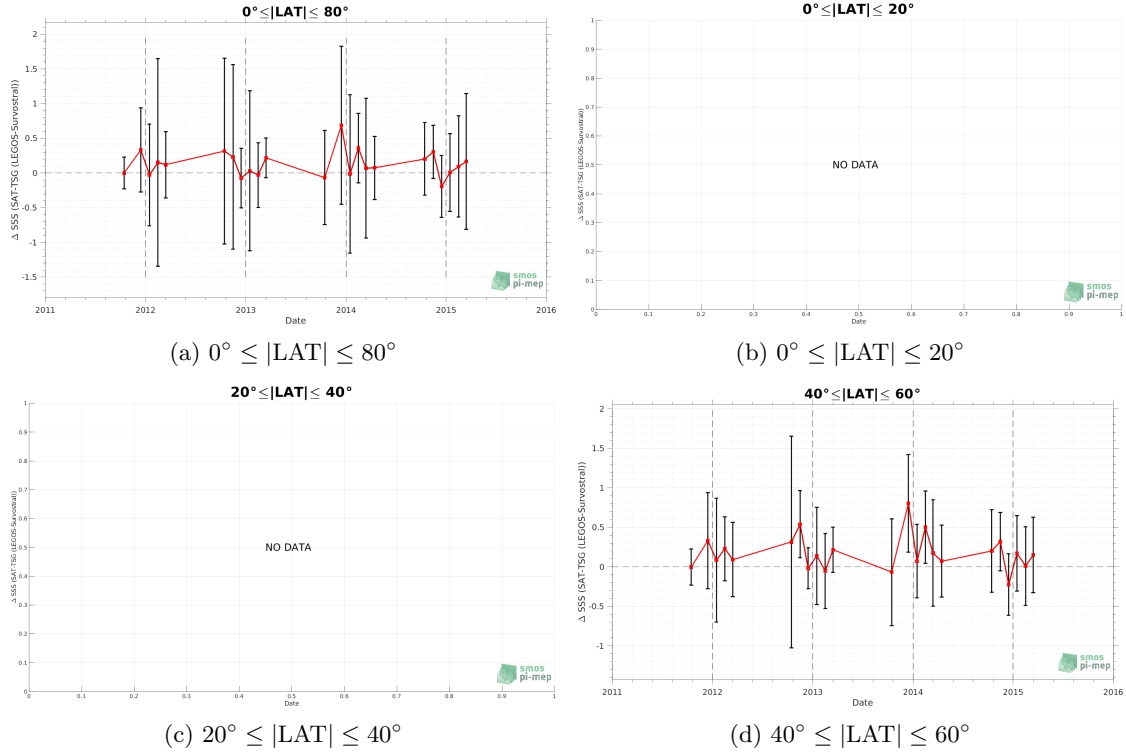 0°≤|LAT|≤ 80°
Δ SSS (SAT-TSG (LEGOS-Survostral))
2
1.5
1
0.5
0
-0.5
-1
-1.5
2011 2012 2013 2014 2015 2016
Date
smos
pi-mep
(a) 0° ≤ |LAT| ≤ 80°
0°≤|LAT|≤ 20°
Δ SSS (SAT-TSG (LEGOS-Survostral))
1
0.9
0.8
0.7
0.6
0.5
0.4
0.3
0.2
0.1
0
NO DATA
0 0.1 0.2 0.3 0.4 0.5 0.6 0.7 0.8 0.9 1
Date
smos
pi-mep
(b) 0° ≤ |LAT| ≤ 20°
20°≤|LAT|≤ 40°
Δ SSS (SAT-TSG (LEGOS-Survostral))
1
0.9
0.8
0.7
0.6
0.5
0.4
0.3
0.2
0.1
0
NO DATA
0 0.1 0.2 0.3 0.4 0.5 0.6 0.7 0.8 0.9 1
Date
smos
pi-mep
(c) 20° ≤ |LAT| ≤ 40°
40°≤|LAT|≤ 60°
Δ SSS (SAT-TSG (LEGOS-Survostral))
2
1.5
1
0.5
0
-0.5
-1
2011 2012 2013 2014 2015 2016
Date
smos
pi-mep
(d) 40° ≤ |LAT| ≤ 60°